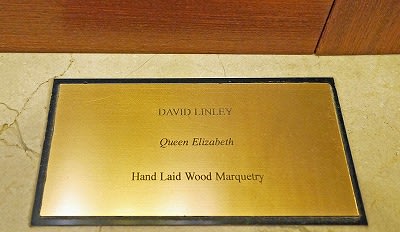 DAVID LINLEY
Queen Elizabeth
Hand Laid Wood Marquetry